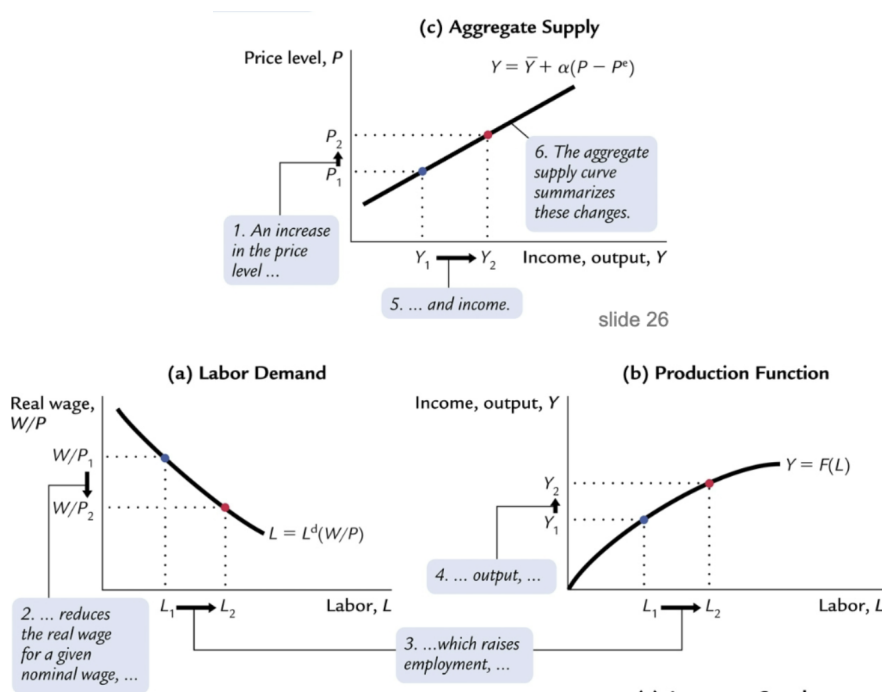 (c) Aggregate Supply
Price level, P
Y = Y̅ + α(P − Pᵉ)
P₂
P₁
6. The aggregate
supply curve
summarizes
these changes.
1. An increase
in the price
level ...
Y₁
Y₂
Income, output, Y
5. ... and income.
slide 26
(a) Labor Demand
Real wage,
W/P
W/P₁
W/P₂
L = Lᵈ(W/P)
L₁
L₂
Labor, L
2. ... reduces
the real wage
for a given
nominal wage, ...
3. ...which raises
employment, ...
(b) Production Function
Income, output, Y
Y = F(L)
Y₂
Y₁
4. ... output, ...
L₁
L₂
Labor, L